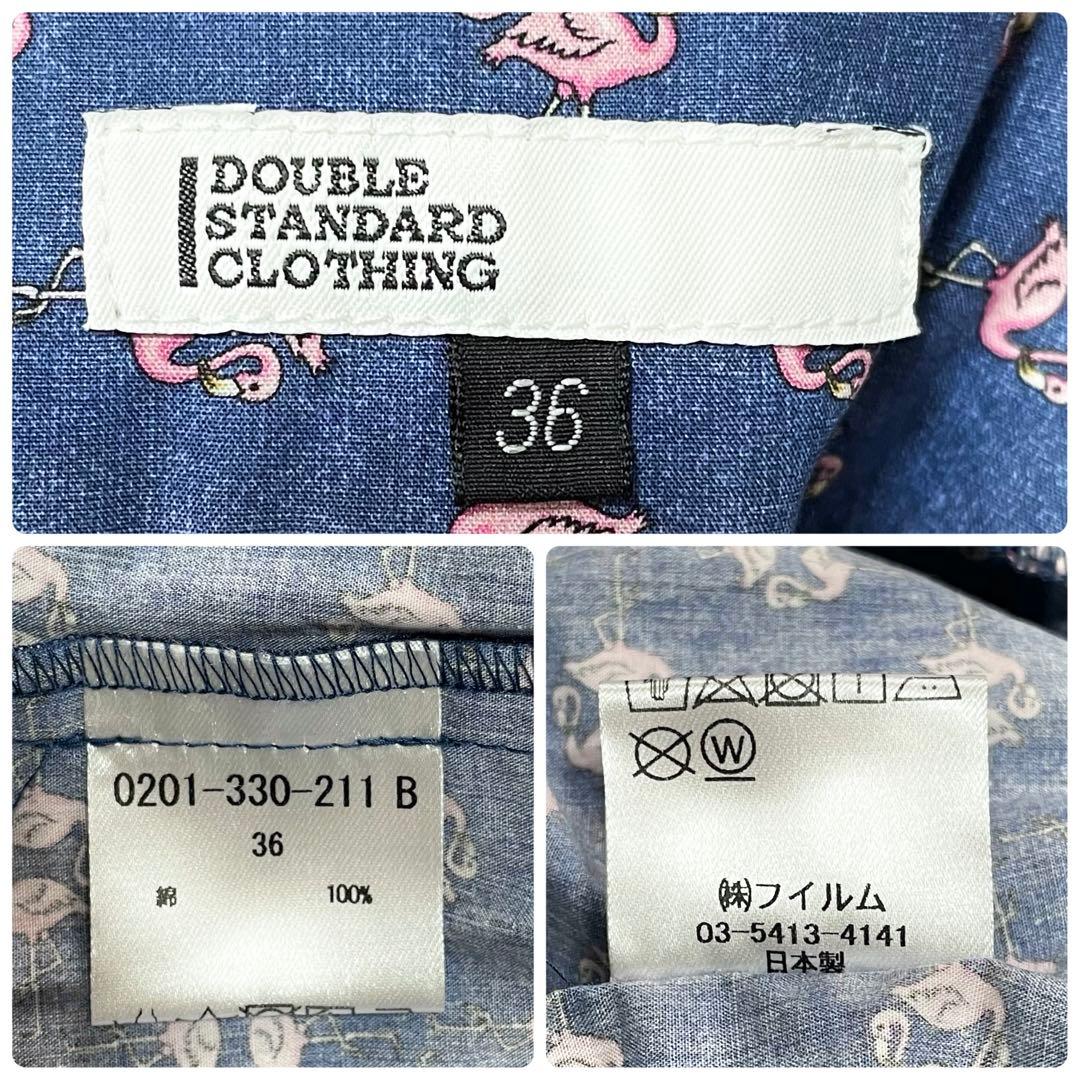 DOUBLE
STANDARD
CLOTHING
36
0201-330-211 B
36
綿 100%
W
㈱フイルム
03-5413-4141
日本製